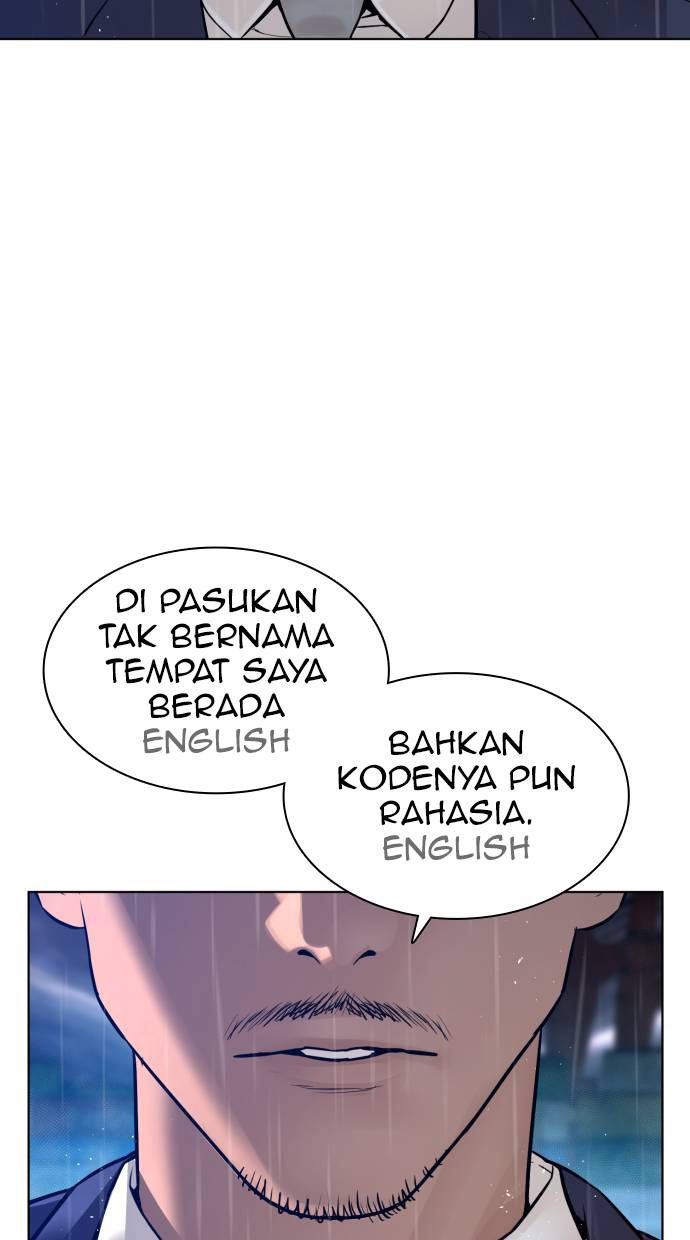 DI PASUKAN
TAK BERNAMA
TEMPAT SAYA
BERADA
ENGLISH
BAHKAN
KODENYA PUN
RAHASIA.
ENGLISH